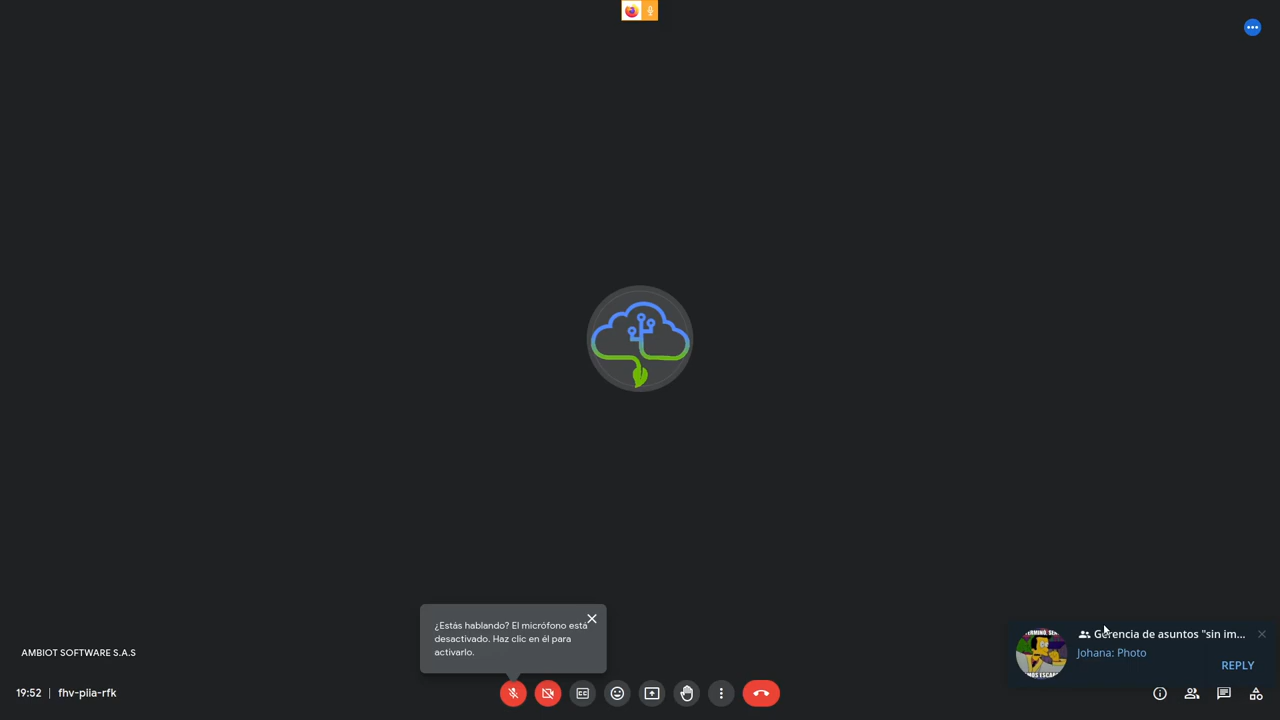 ¿Estás hablando? El micrófono está
desactivado. Haz clic en él para
activarlo.
AMBIOT SOFTWARE S.A.S
19:52 | fhv-piia-rfk
Gerencia de asuntos "sin im...
Johana: Photo
REPLY